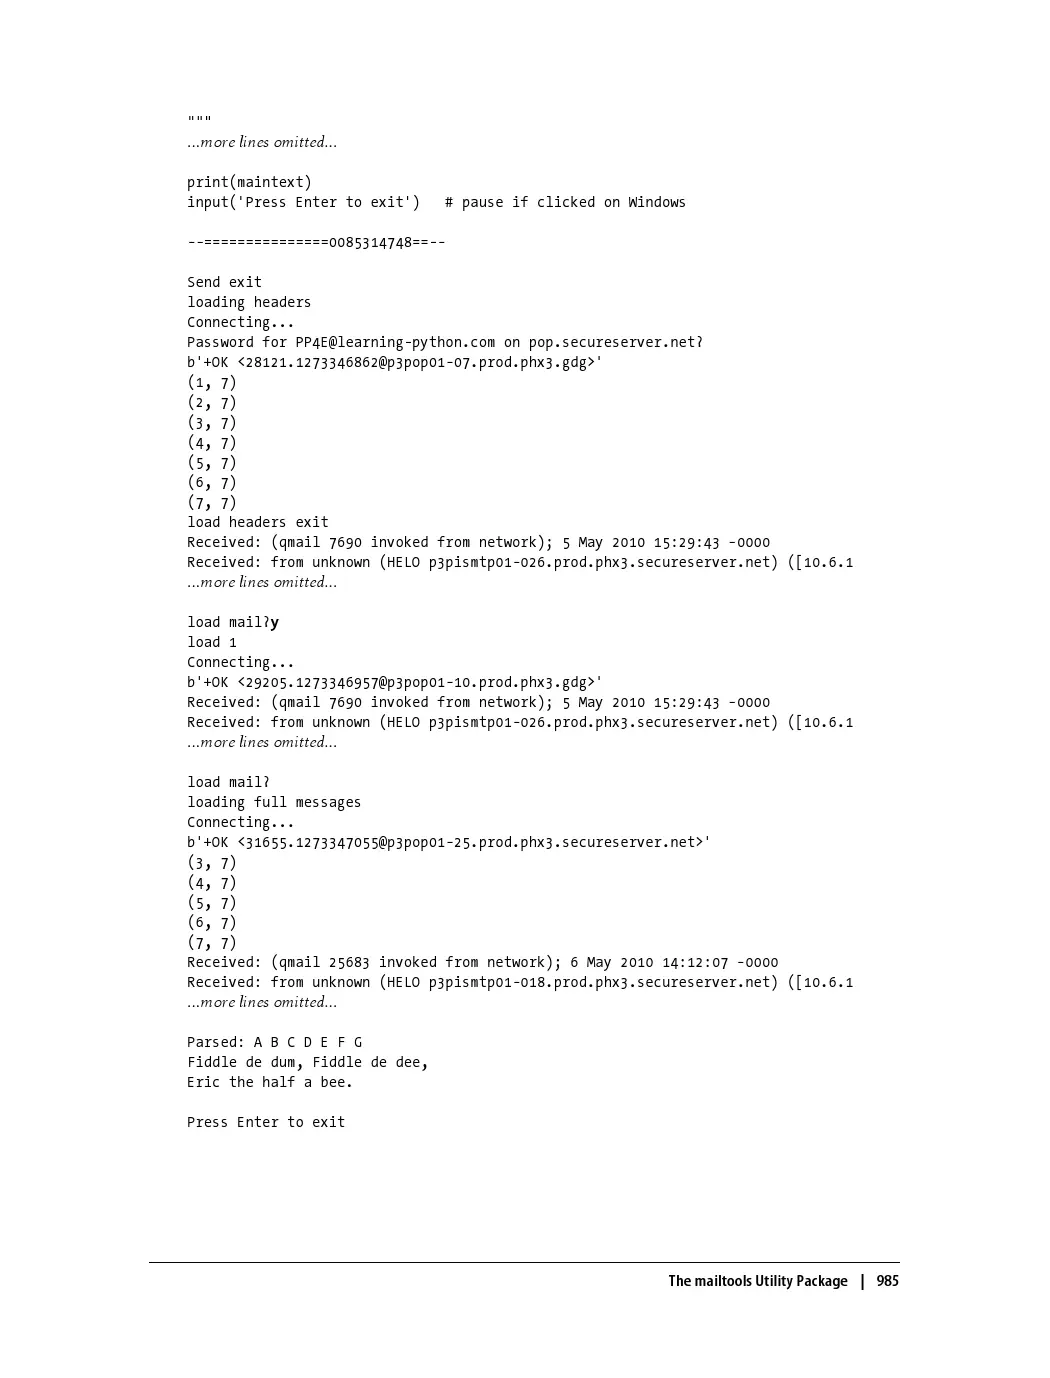 """
...more lines omitted...
print(maintext)
input('Press Enter to exit')   # pause if clicked on Windows
--===============0085314748==--
Send exit
loading headers
Connecting...
Password for PP4E@learning-python.com on pop.secureserver.net?
b'+OK <28121.1273346862@p3pop01-07.prod.phx3.gdg>'
(1, 7)
(2, 7)
(3, 7)
(4, 7)
(5, 7)
(6, 7)
(7, 7)
load headers exit
Received: (qmail 7690 invoked from network); 5 May 2010 15:29:43 -0000
Received: from unknown (HELO p3pismtp01-026.prod.phx3.secureserver.net) ([10.6.1
...more lines omitted...
load mail?y
load 1
Connecting...
b'+OK <29205.1273346957@p3pop01-10.prod.phx3.gdg>'
Received: (qmail 7690 invoked from network); 5 May 2010 15:29:43 -0000
Received: from unknown (HELO p3pismtp01-026.prod.phx3.secureserver.net) ([10.6.1
...more lines omitted...
load mail?
loading full messages
Connecting...
b'+OK <31655.1273347055@p3pop01-25.prod.phx3.secureserver.net>'
(3, 7)
(4, 7)
(5, 7)
(6, 7)
(7, 7)
Received: (qmail 25683 invoked from network); 6 May 2010 14:12:07 -0000
Received: from unknown (HELO p3pismtp01-018.prod.phx3.secureserver.net) ([10.6.1
...more lines omitted...
Parsed: A B C D E F G
Fiddle de dum, Fiddle de dee,
Eric the half a bee.
Press Enter to exit
The mailtools Utility Package | 985